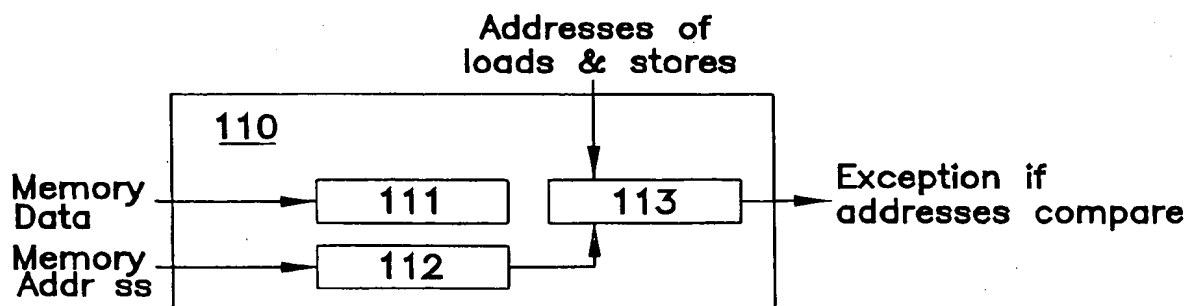 Addresses of
loads & stores
110
Memory
Data
111
113
Exception if
addresses compare
Memory
Addr ss
112